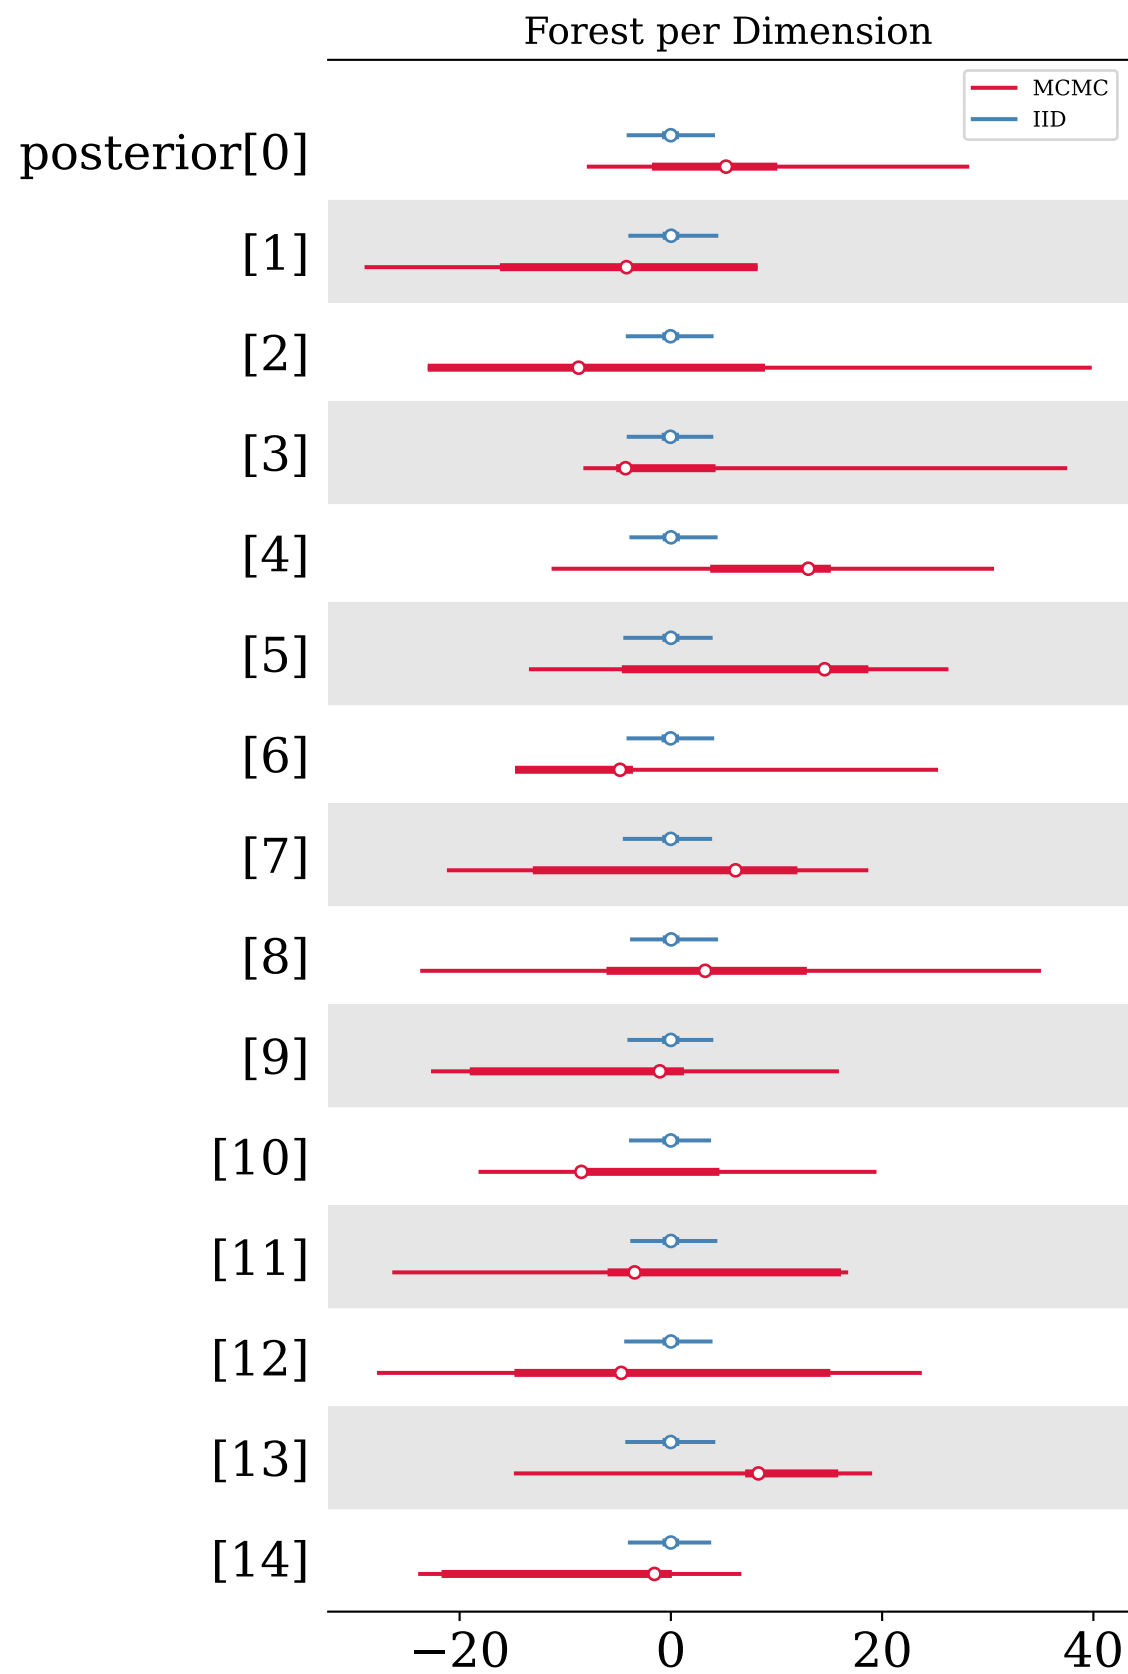 Forest per Dimension
MCMC
IID
posterior[0]
[1]
[2]
[3]
[4]
[5]
[6]
[7]
[8]
[9]
[10]
[11]
[12]
[13]
[14]
−20 0 20 40